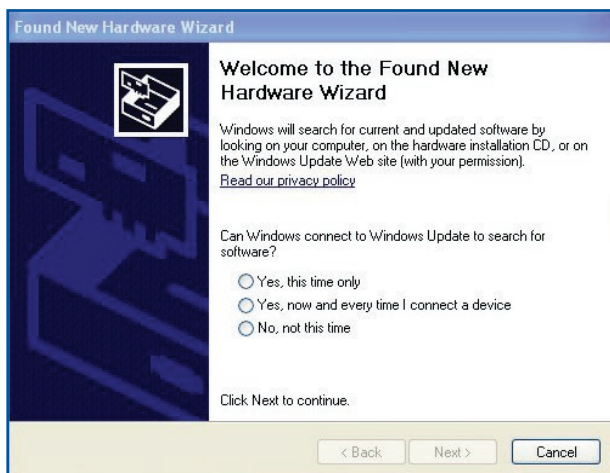 Found New Hardware Wizard
Welcome to the Found New
Hardware Wizard
Windows will search for current and updated software by
looking on your computer, on the hardware installation CD, or on
the Windows Update Web site (with your permission).
Read our privacy policy
Can Windows connect to Windows Update to search for
software?
Yes, this time only
Yes, now and every time I connect a device
No, not this time
Click Next to continue.
< Back Next > Cancel